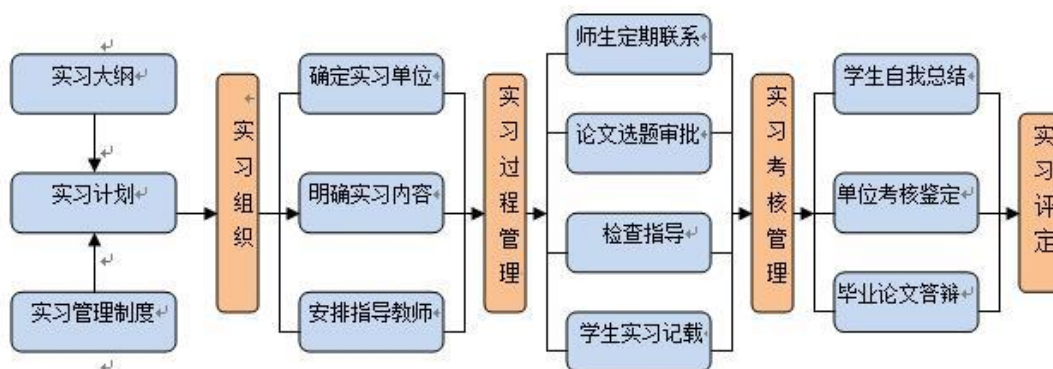 实习大纲
实习计划
实习管理制度
实习组织
确定实习单位
明确实习内容
安排指导教师
实习过程管理
师生定期联系
论文选题审批
检查指导
学生实习记载
实习考核管理
学生自我总结
单位考核鉴定
毕业论文答辩
实习评定